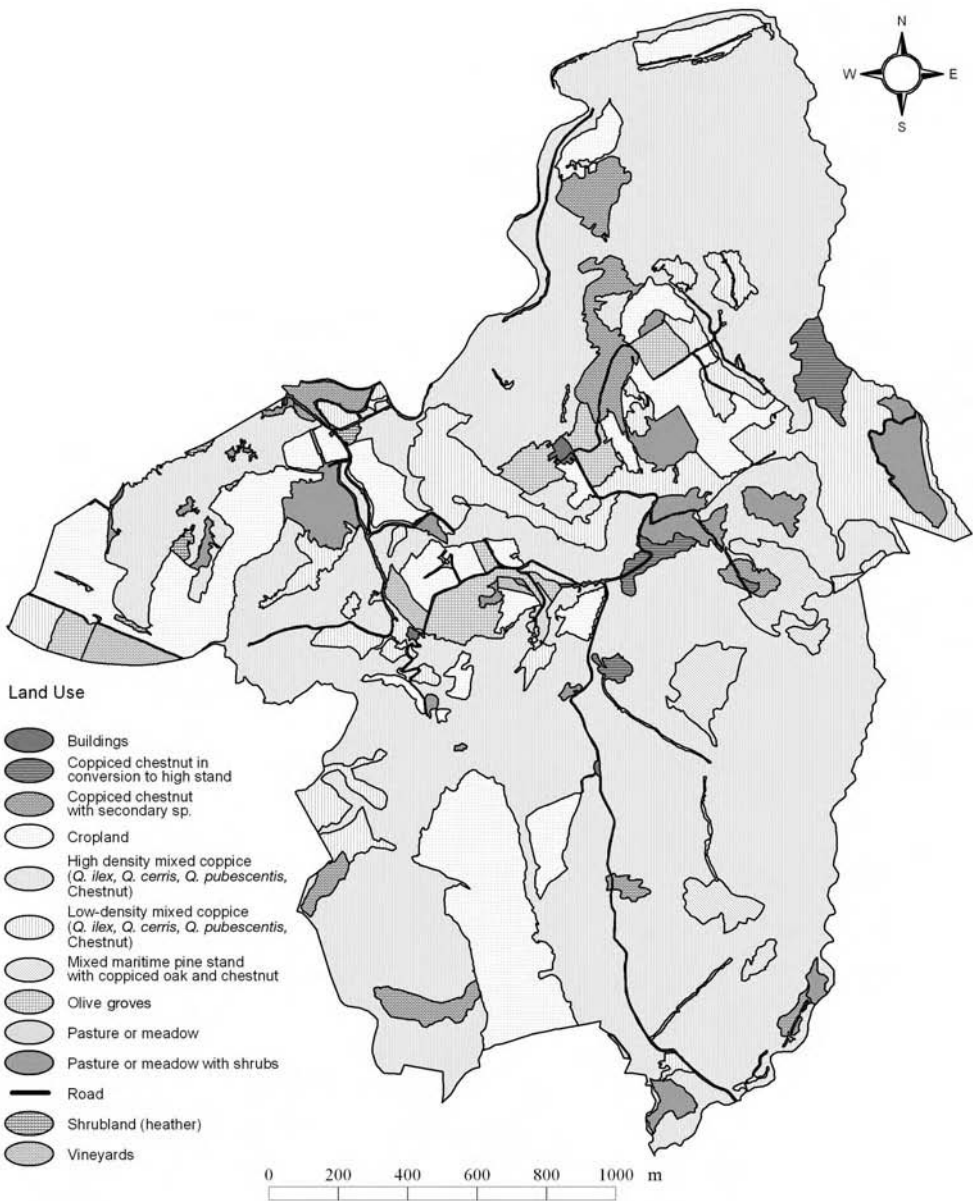 N
W E
S
Land Use
Buildings
Coppiced chestnut in
conversion to high stand
Coppiced chestnut
with secondary sp.
Cropland
High density mixed coppice
(Q. ilex, Q. cerris, Q. pubescentis,
Chestnut)
Low-density mixed coppice
(Q. ilex, Q. cerris, Q. pubescentis,
Chestnut)
Mixed maritime pine stand
with coppiced oak and chestnut
Olive groves
Pasture or meadow
Pasture or meadow with shrubs
Road
Shrubland (heather)
Vineyards
0 200 400 600 800 1000 m